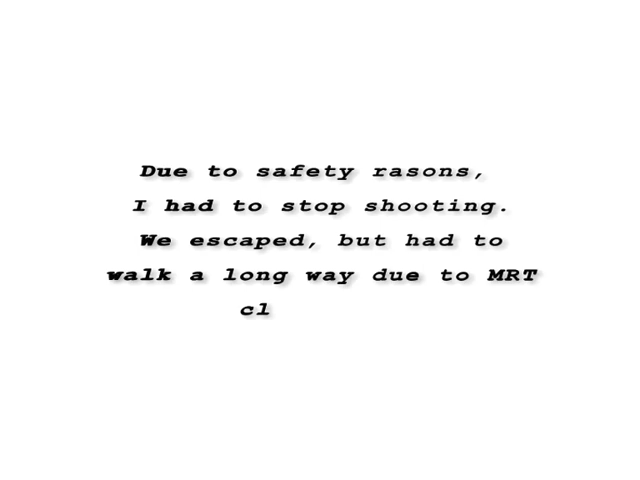 Due to safety rasons,
I had to stop shooting.
We escaped, but had to
walk a long way due to MRT
cl